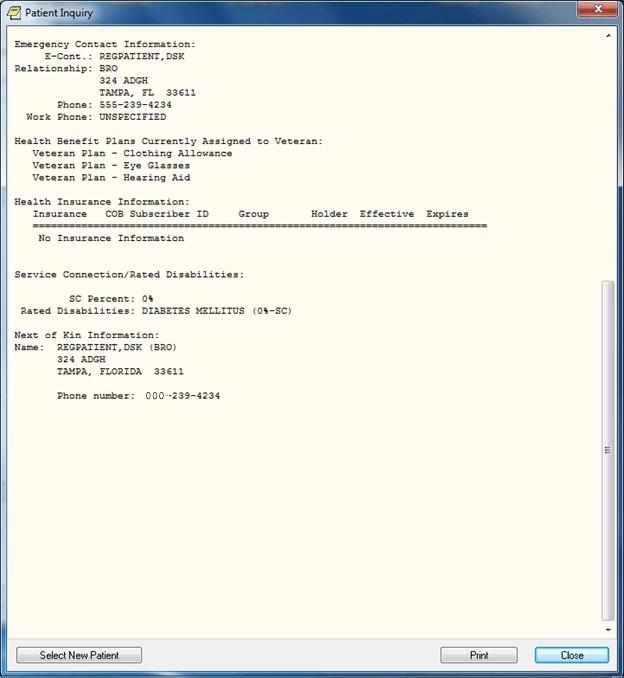 Patient Inquiry
Emergency Contact Information:
E-Cont.: REGPATIENT,DSK
Relationship: BRO
324 ADGH
TAMPA, FL  33611
Phone: 555-239-4234
Work Phone: UNSPECIFIED
Health Benefit Plans Currently Assigned to Veteran:
Veteran Plan - Clothing Allowance
Veteran Plan - Eye Glasses
Veteran Plan - Hearing Aid
Health Insurance Information:
Insurance   COB Subscriber ID     Group       Holder  Effective  Expires
===========================================================================
No Insurance Information
Service Connection/Rated Disabilities:
SC Percent: 0%
Rated Disabilities: DIABETES MELLITUS (0%-SC)
Next of Kin Information:
Name:  REGPATIENT,DSK (BRO)
324 ADGH
TAMPA, FLORIDA  33611
Phone number:  000--239-4234
Select New Patient Print Close